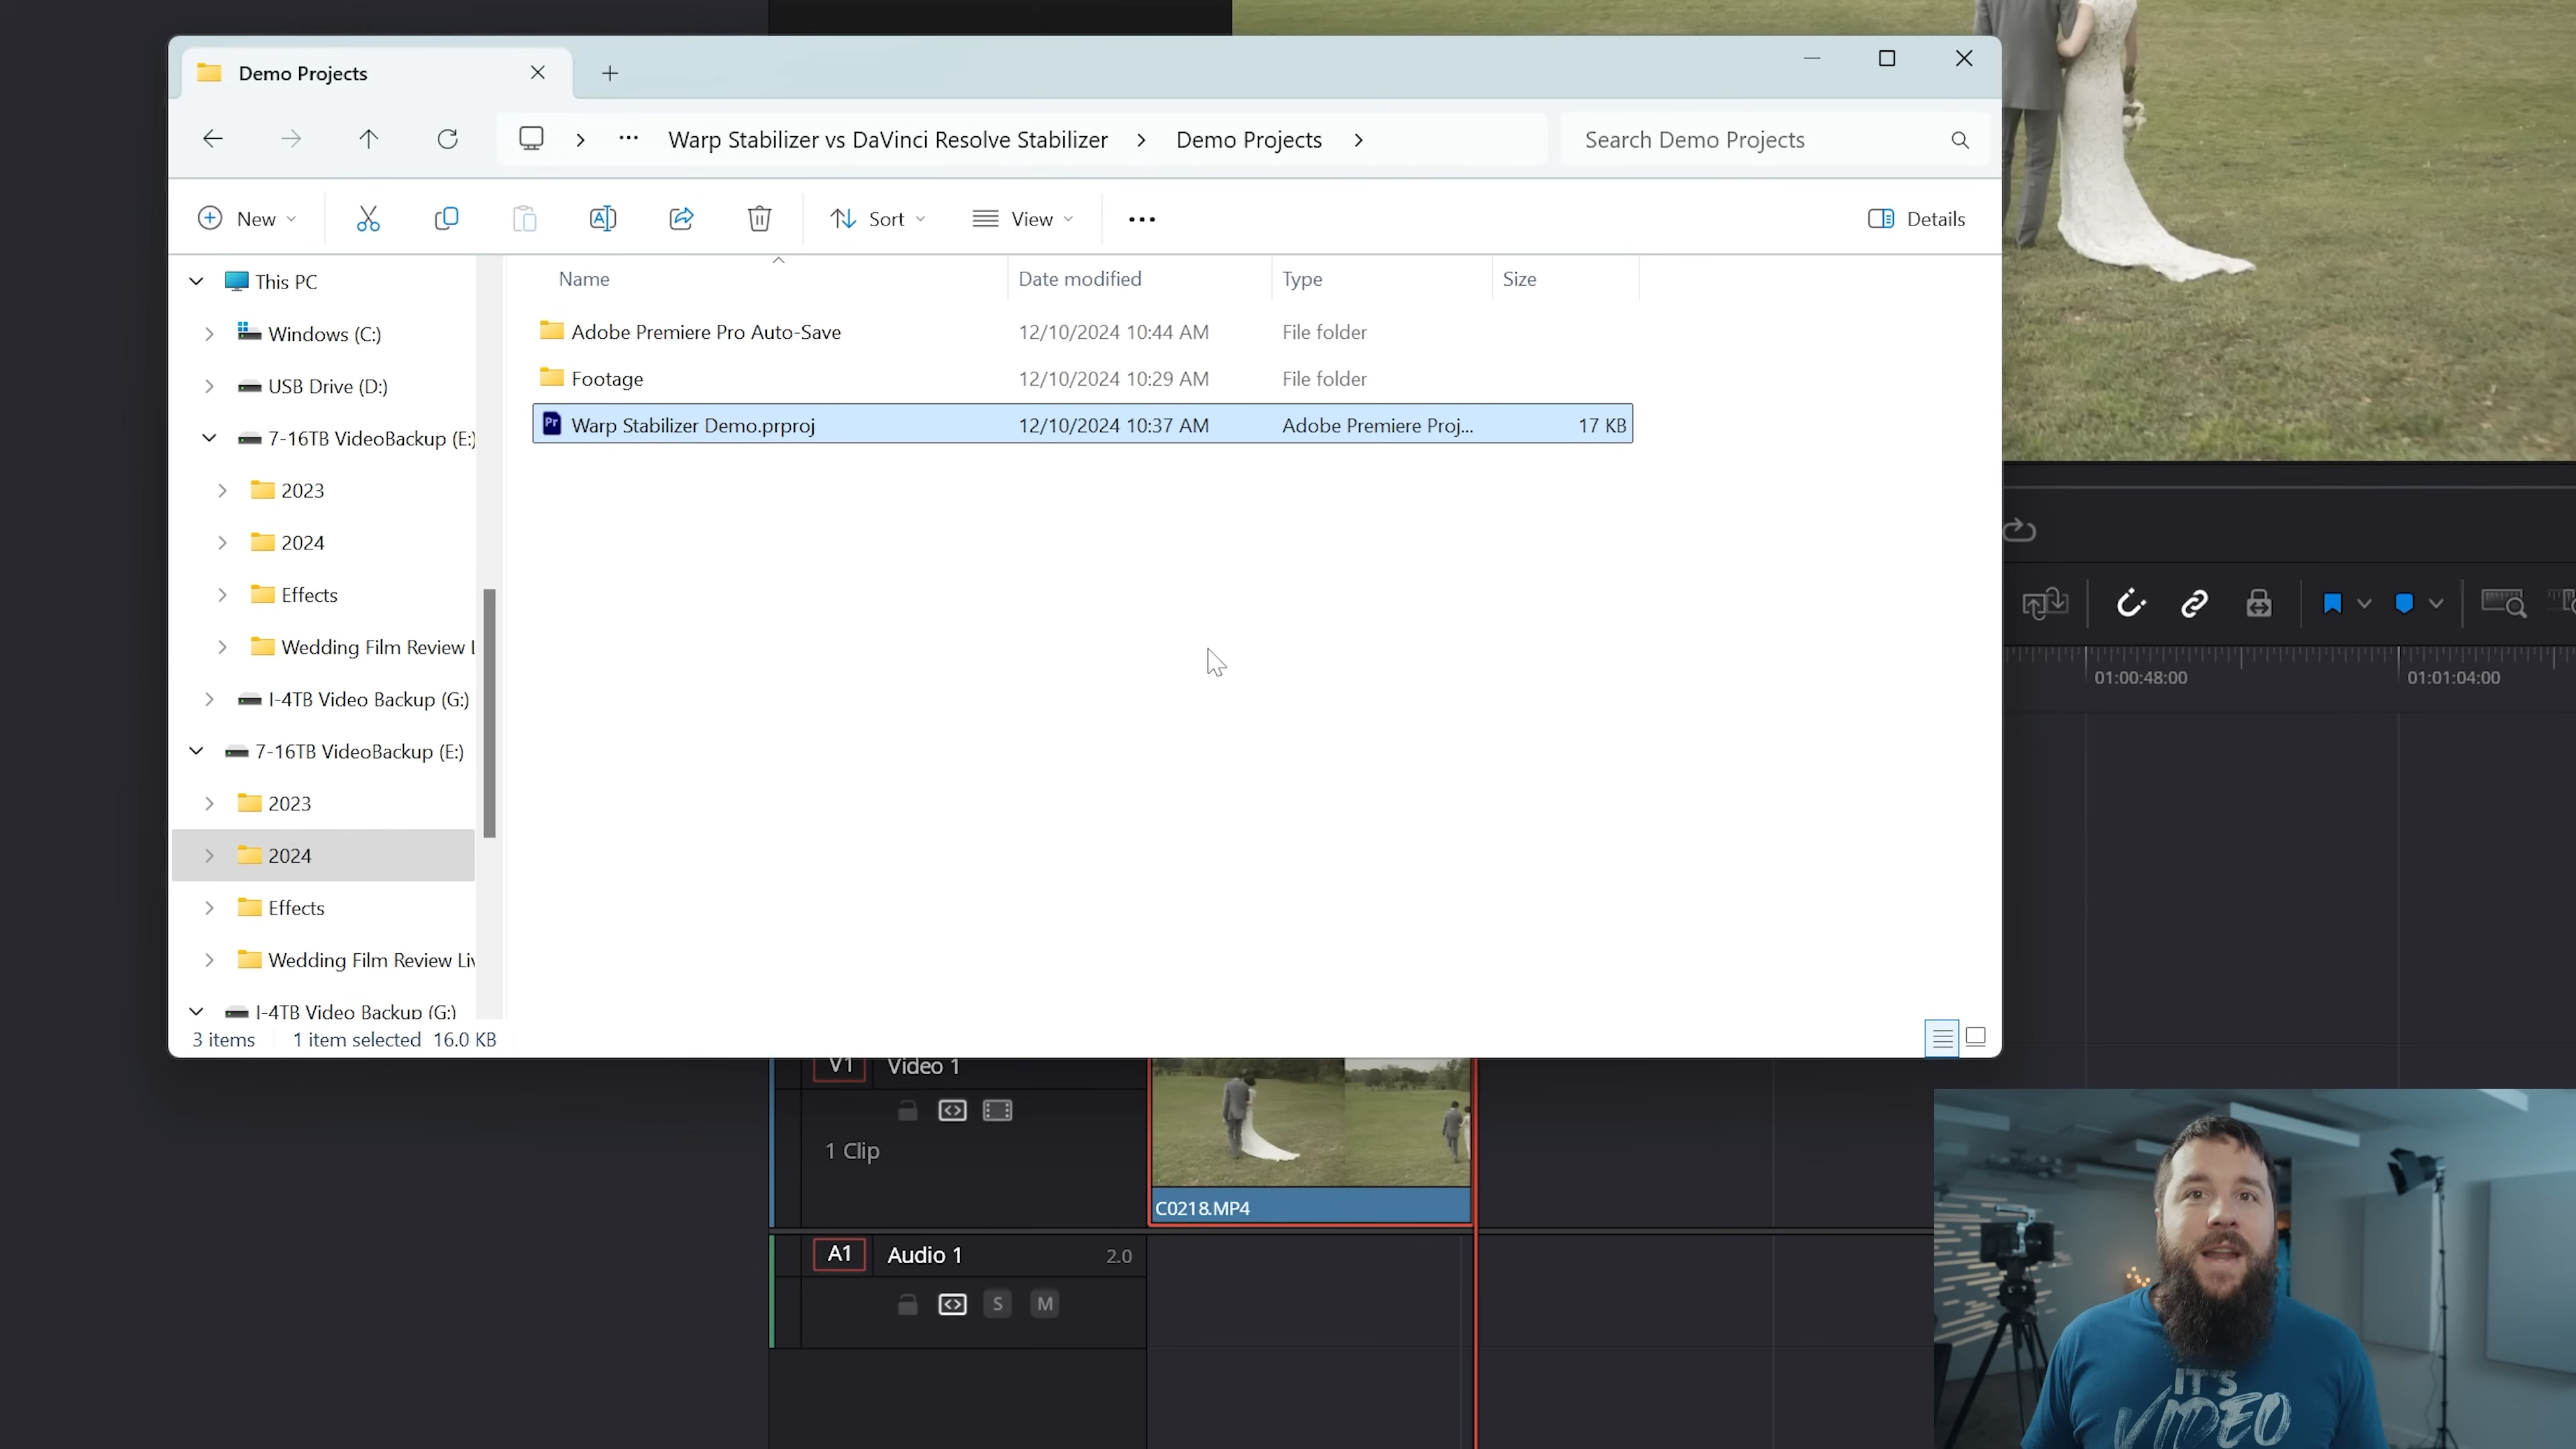 Demo Projects
Warp Stabilizer vs DaVinci Resolve Stabilizer
Demo Projects
Search Demo Projects
New
Sort
View
Details
This PC
Windows (C:)
USB Drive (D:)
7-16TB VideoBackup (E:)
2023
2024
Effects
Wedding Film Review L
I-4TB Video Backup (G:)
7-16TB VideoBackup (E:)
2023
2024
Effects
Wedding Film Review Liv
I-4TB Video Backup (G:)
Name Date modified Type Size
Adobe Premiere Pro Auto-Save 12/10/2024 10:44 AM File folder
Footage 12/10/2024 10:29 AM File folder
Pr Warp Stabilizer Demo.prproj 12/10/2024 10:37 AM Adobe Premiere Proj... 17 KB
3 items 1 item selected 16.0 KB
01:00:48:00 01:01:04:00
V1 Video 1
1 Clip
C0218.MP4
A1 Audio 1 2.0
S M
IT'S
VIDEO